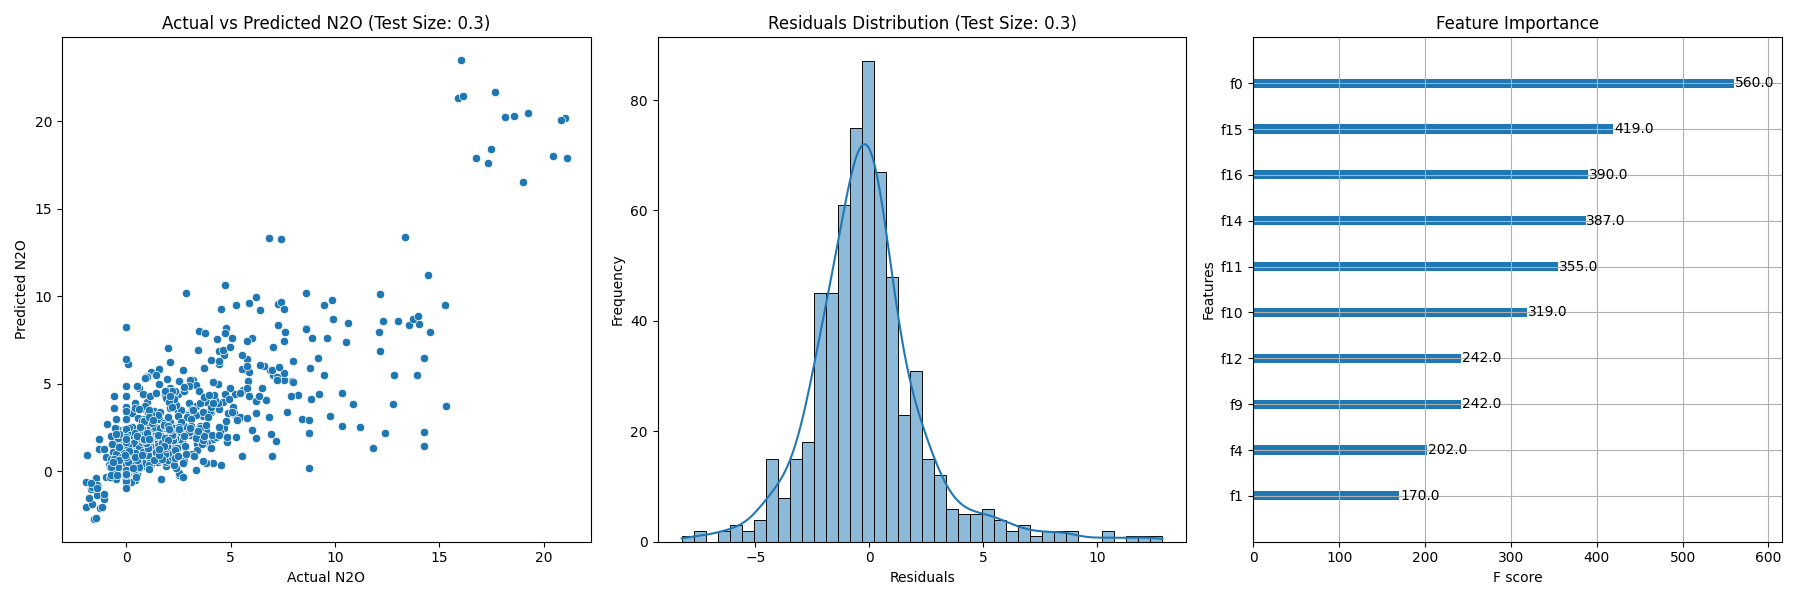 Actual vs Predicted N2O (Test Size: 0.3)
Predicted N2O
20
15
10
5
0
0 5 10 15 20
Actual N2O
Residuals Distribution (Test Size: 0.3)
Frequency
80
60
40
20
0
−5 0 5 10
Residuals
Feature Importance
Features
f0 560.0
f15 419.0
f16 390.0
f14 387.0
f11 355.0
f10 319.0
f12 242.0
f9 242.0
f4 202.0
f1 170.0
0 100 200 300 400 500 600
F score